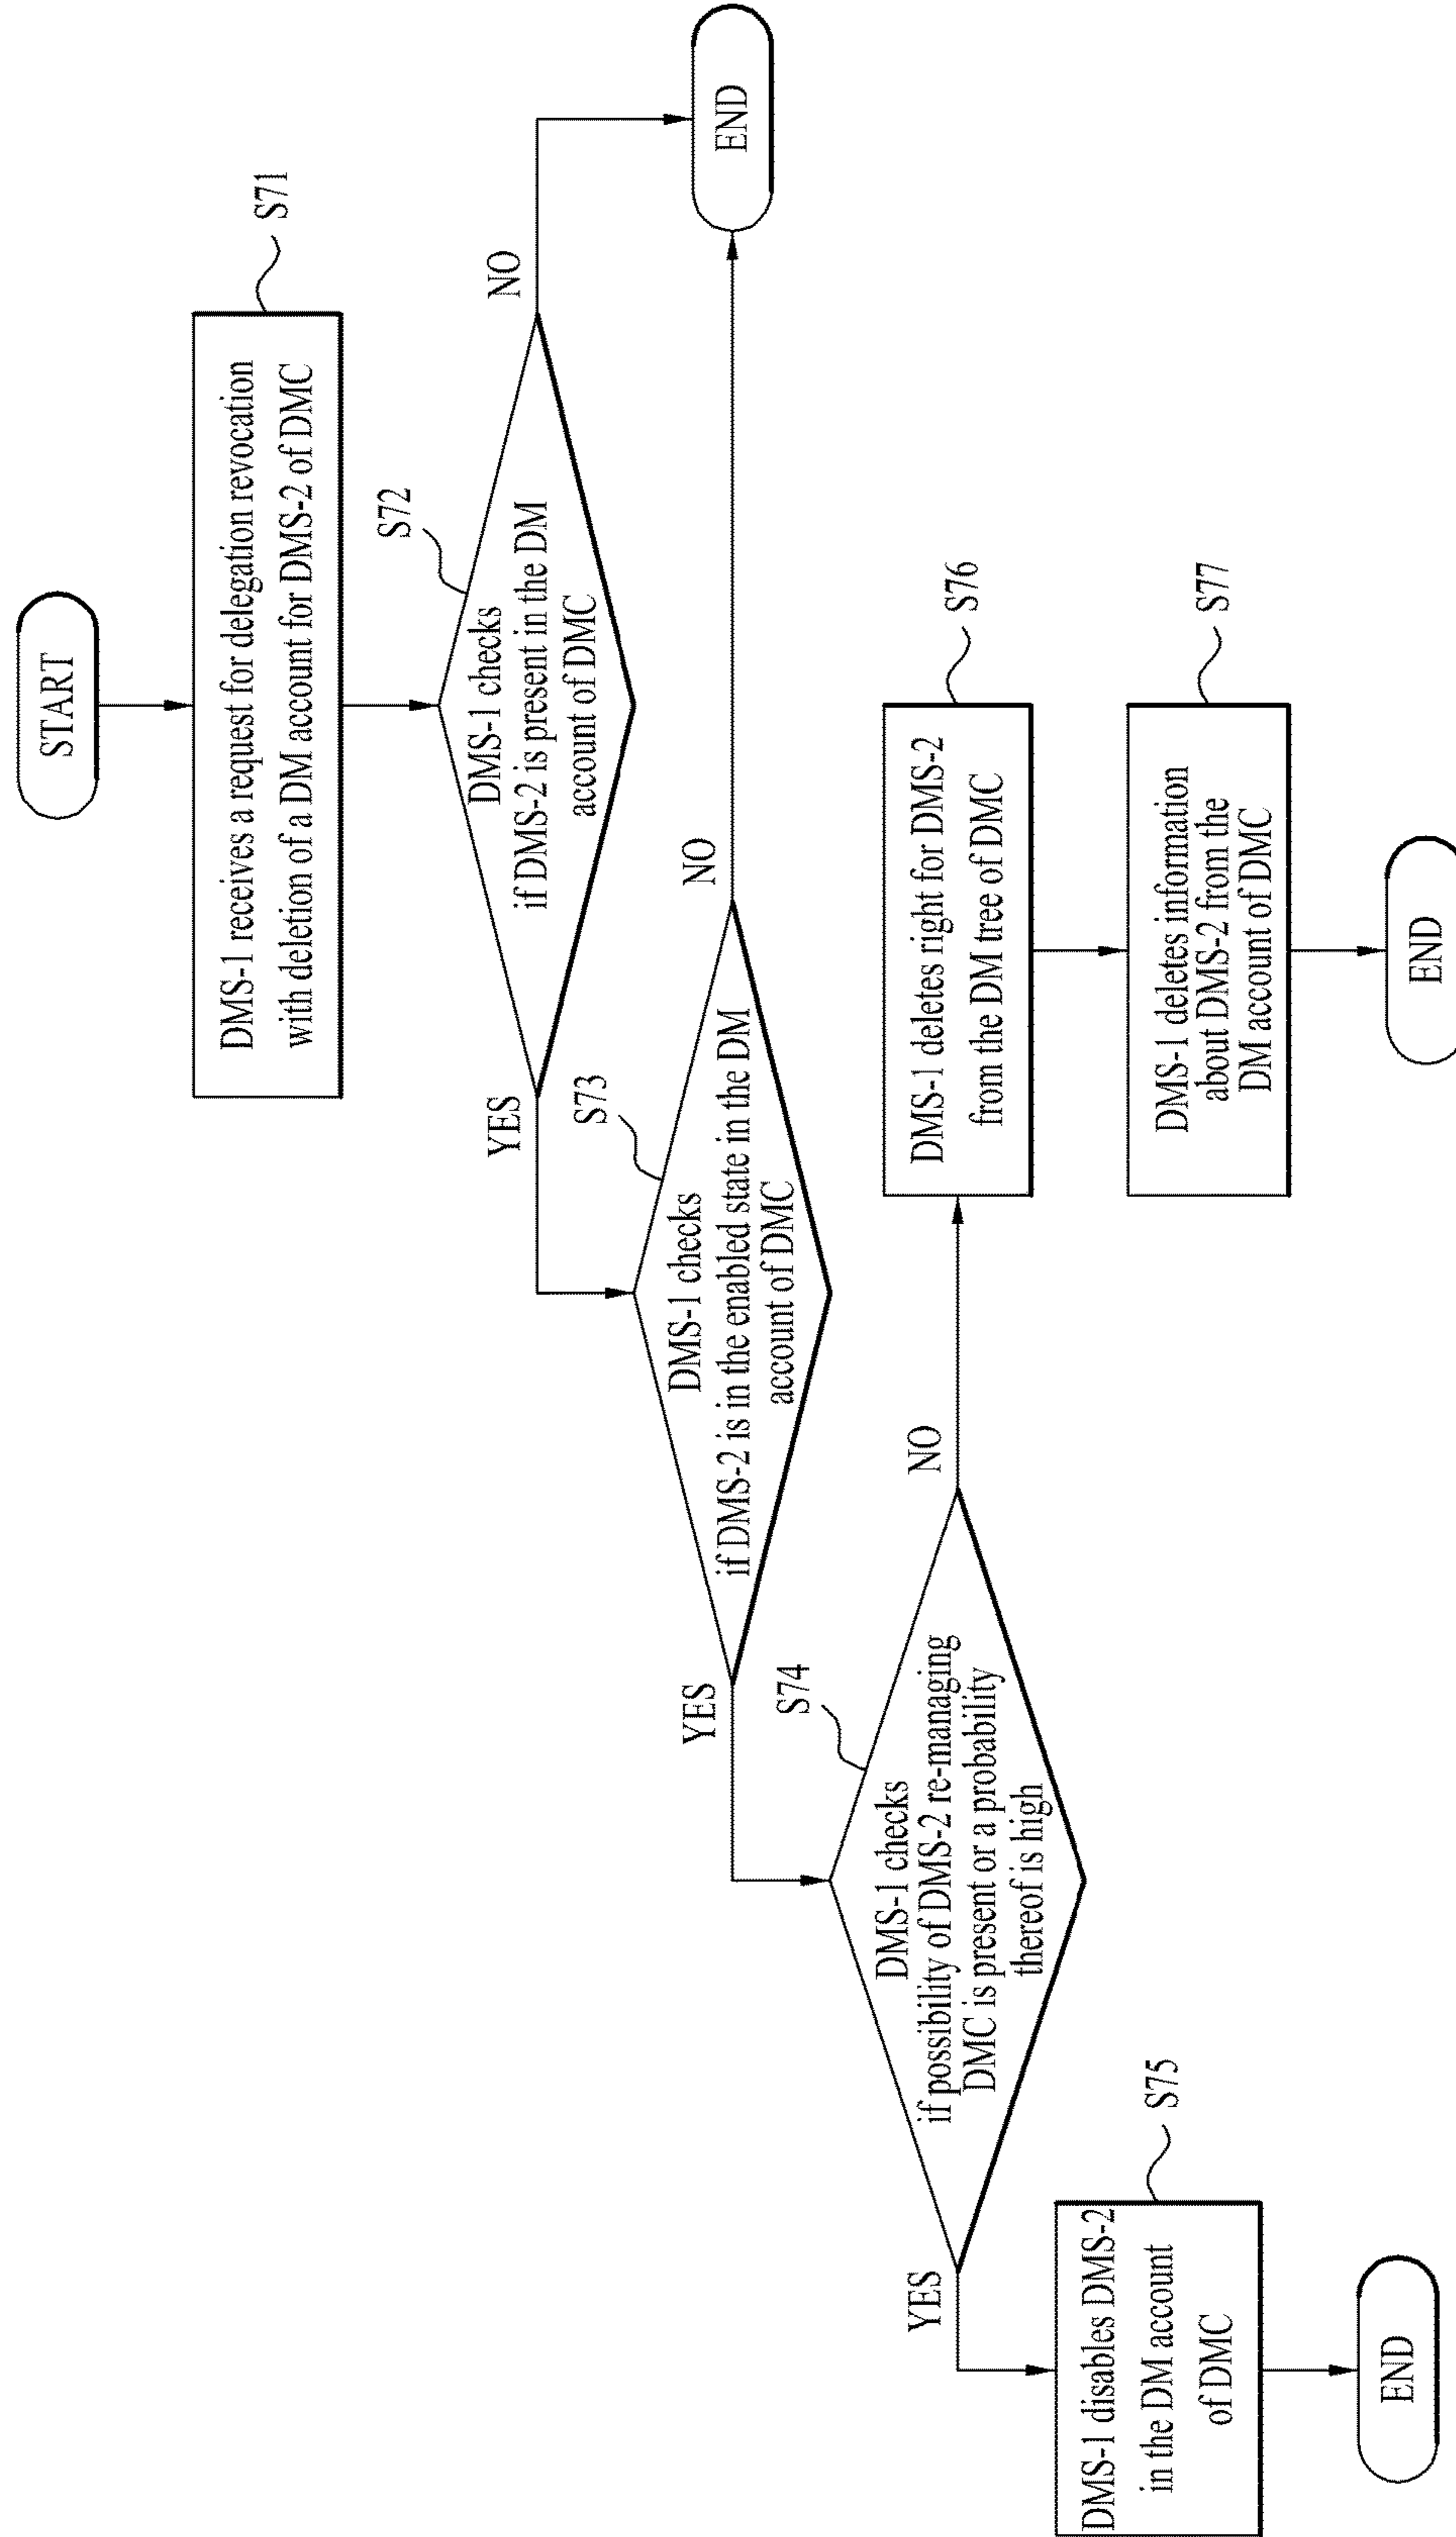 START
DMS-1 receives a request for delegation revocation
with deletion of a DM account for DMS-2 of DMC
S71
DMS-1 checks
if DMS-2 is present in the DM
account of DMC
S72
YES
NO
DMS-1 checks
if DMS-2 is in the enabled state in the DM
account of DMC
S73
YES
NO
END
DMS-1 checks
if possibility of DMS-2 re-managing
DMC is present or a probability
thereof is high
S74
YES
NO
DMS-1 disables DMS-2
in the DM account
of DMC
S75
END
DMS-1 deletes right for DMS-2
from the DM tree of DMC
S76
DMS-1 deletes information
about DMS-2 from the
DM account of DMC
S77
END